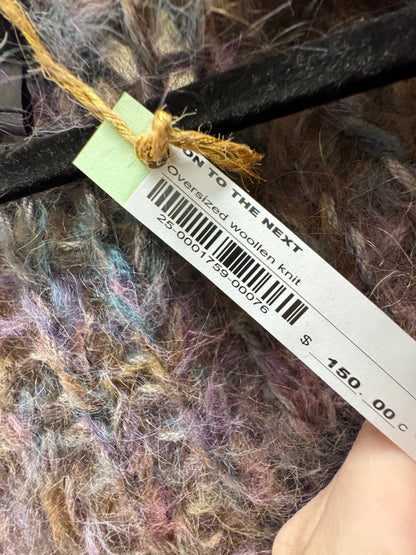 ON TO THE NEXT
Oversized woollen knit
25-0001759-00076
$ 150.00 c